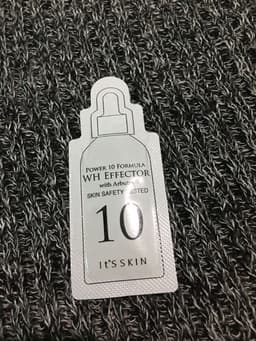 POWER 10 FORMULA
WH EFFECTOR
with Arbutin
SKIN SAFETY TESTED
10
It'S SKIN